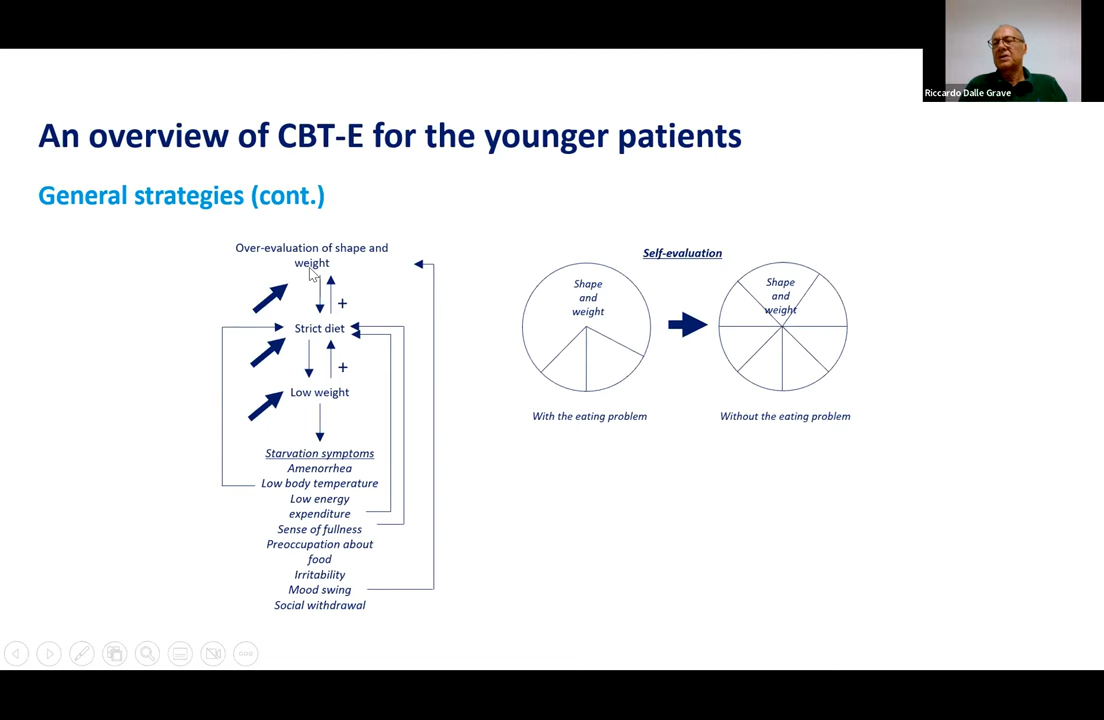 Riccardo Dalle Grave
An overview of CBT-E for the younger patients
General strategies (cont.)
Over-evaluation of shape and
weight
+
Strict diet
+
Low weight
Starvation symptoms
Amenorrhea
Low body temperature
Low energy
expenditure
Sense of fullness
Preoccupation about
food
Irritability
Mood swing
Social withdrawal
Self-evaluation
Shape
and
weight
With the eating problem
Shape
and
weight
Without the eating problem